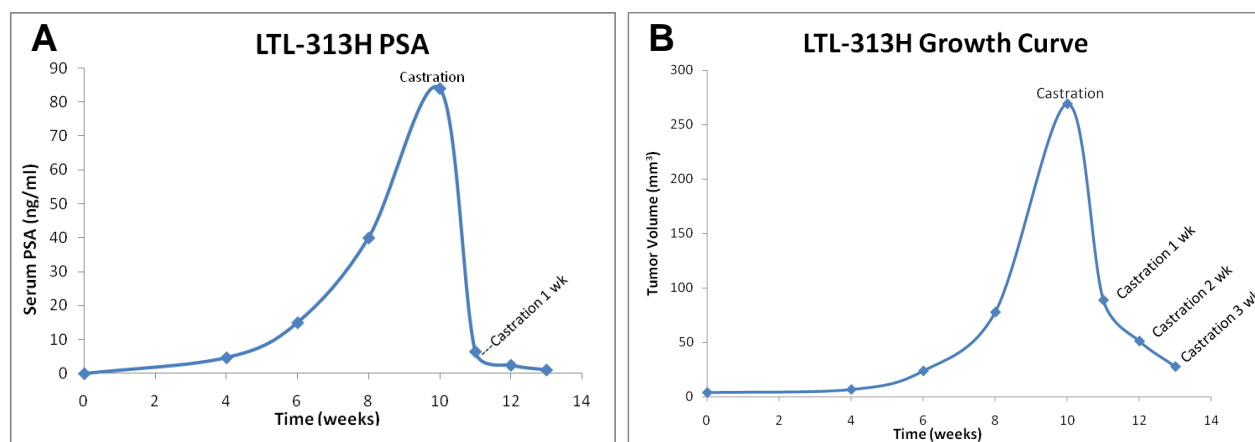 A
LTL-313H PSA
Serum PSA (ng/ml)
90
80
70
60
50
40
30
20
10
0
Castration
---Castration 1 wk
0 2 4 6 8 10 12 14
Time (weeks)
B
LTL-313H Growth Curve
Tumor Volume (mm³)
300
250
200
150
100
50
0
Castration
Castration 1 wk
Castration 2 wk
Castration 3 wk
0 2 4 6 8 10 12 14
Time (weeks)